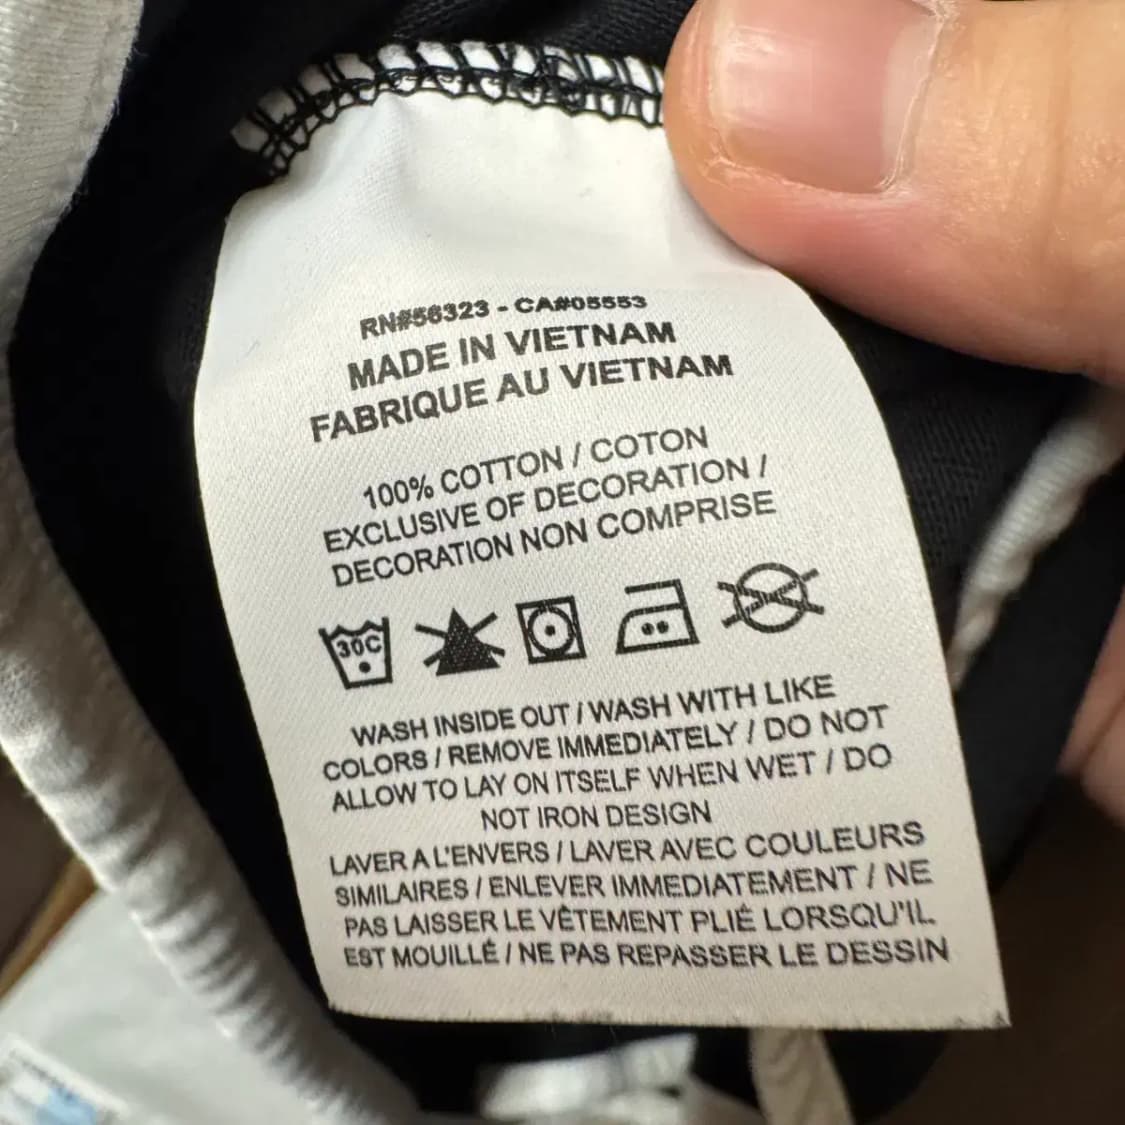 RN#56323 - CA#05553
MADE IN VIETNAM
FABRIQUE AU VIETNAM
100% COTTON / COTON
EXCLUSIVE OF DECORATION /
DECORATION NON COMPRISE
30C
WASH INSIDE OUT / WASH WITH LIKE
COLORS / REMOVE IMMEDIATELY / DO NOT
ALLOW TO LAY ON ITSELF WHEN WET / DO
NOT IRON DESIGN
LAVER A L'ENVERS / LAVER AVEC COULEURS
SIMILAIRES / ENLEVER IMMEDIATEMENT / NE
PAS LAISSER LE VÊTEMENT PLIÉ LORSQU'IL
EST MOUILLÉ / NE PAS REPASSER LE DESSIN